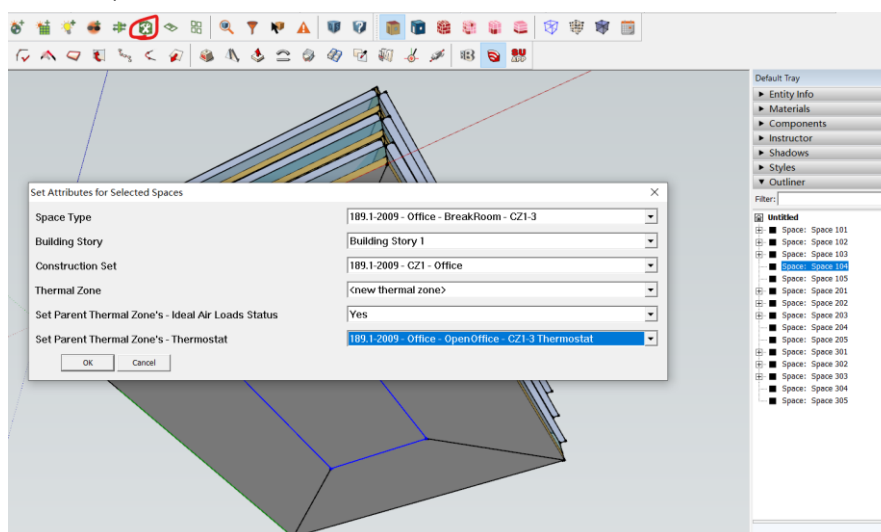 Default Tray
Entity Info
Materials
Components
Instructor
Shadows
Styles
Outliner
Filter:
Untitled
Space: Space 101
Space: Space 102
Space: Space 103
Space: Space 104
Space: Space 105
Space: Space 201
Space: Space 202
Space: Space 203
Space: Space 204
Space: Space 205
Space: Space 301
Space: Space 302
Space: Space 303
Space: Space 304
Space: Space 305
Set Attributes for Selected Spaces
Space Type 189.1-2009 - Office - BreakRoom - CZ1-3
Building Story Building Story 1
Construction Set 189.1-2009 - CZ1 - Office
Thermal Zone <new thermal zone>
Set Parent Thermal Zone's - Ideal Air Loads Status Yes
Set Parent Thermal Zone's - Thermostat 189.1-2009 - Office - OpenOffice - CZ1-3 Thermostat
OK Cancel